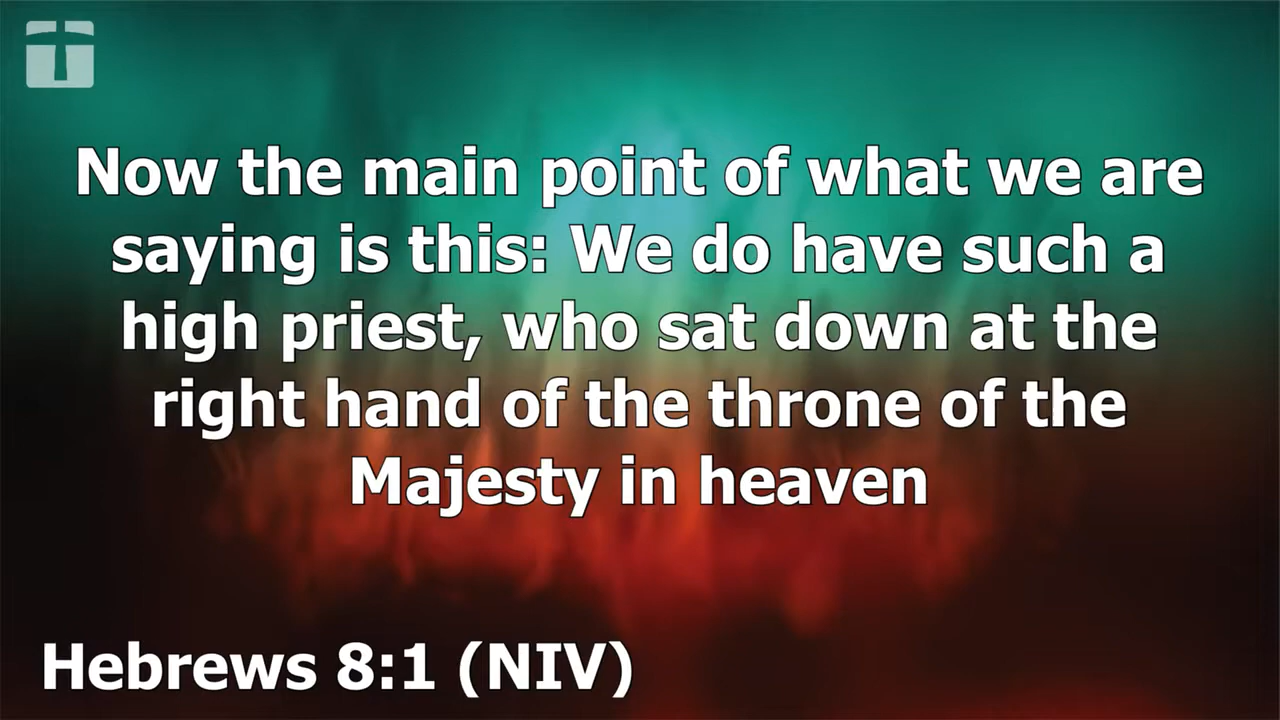 Now the main point of what we are
saying is this: We do have such a
high priest, who sat down at the
right hand of the throne of the
Majesty in heaven
Hebrews 8:1 (NIV)